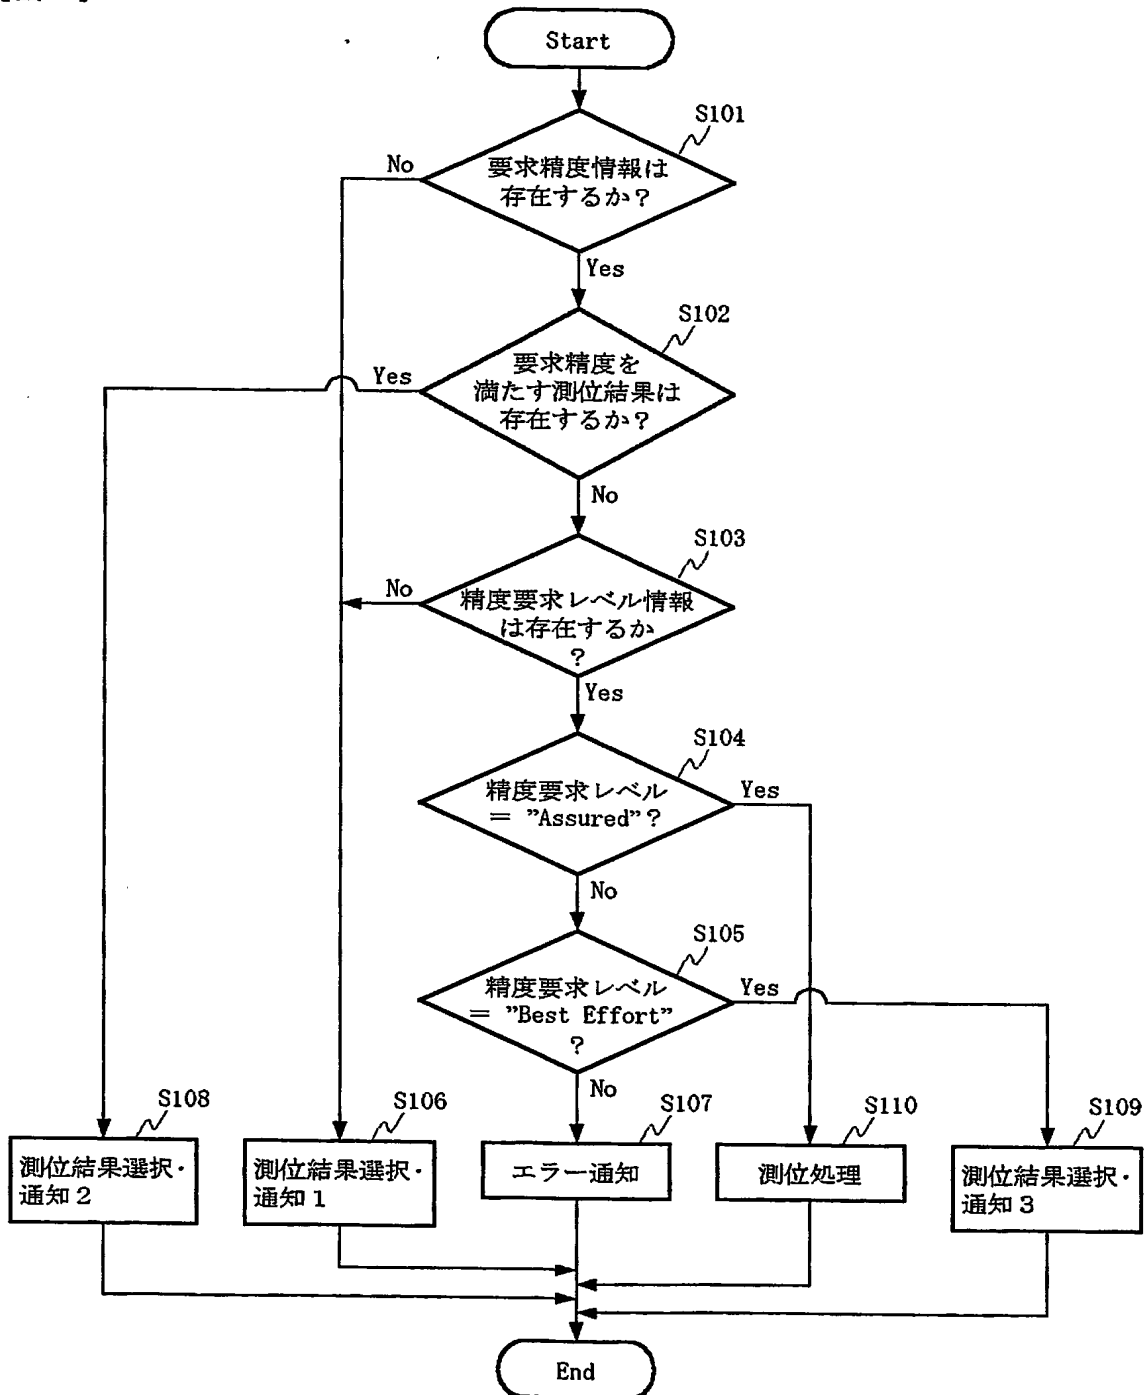 Start
S101
No
要求精度情報は
存在するか？
Yes
S102
Yes
要求精度を
満たす測位結果は
存在するか？
No
S103
No
精度要求レベル情報
は存在するか
？
Yes
S104
精度要求レベル
＝ ”Assured”？
Yes
No
S105
精度要求レベル
＝ ”Best Effort”
？
Yes
No
S108
測位結果選択・
通知２
S106
測位結果選択・
通知１
S107
エラー通知
S110
測位処理
S109
測位結果選択・
通知３
End